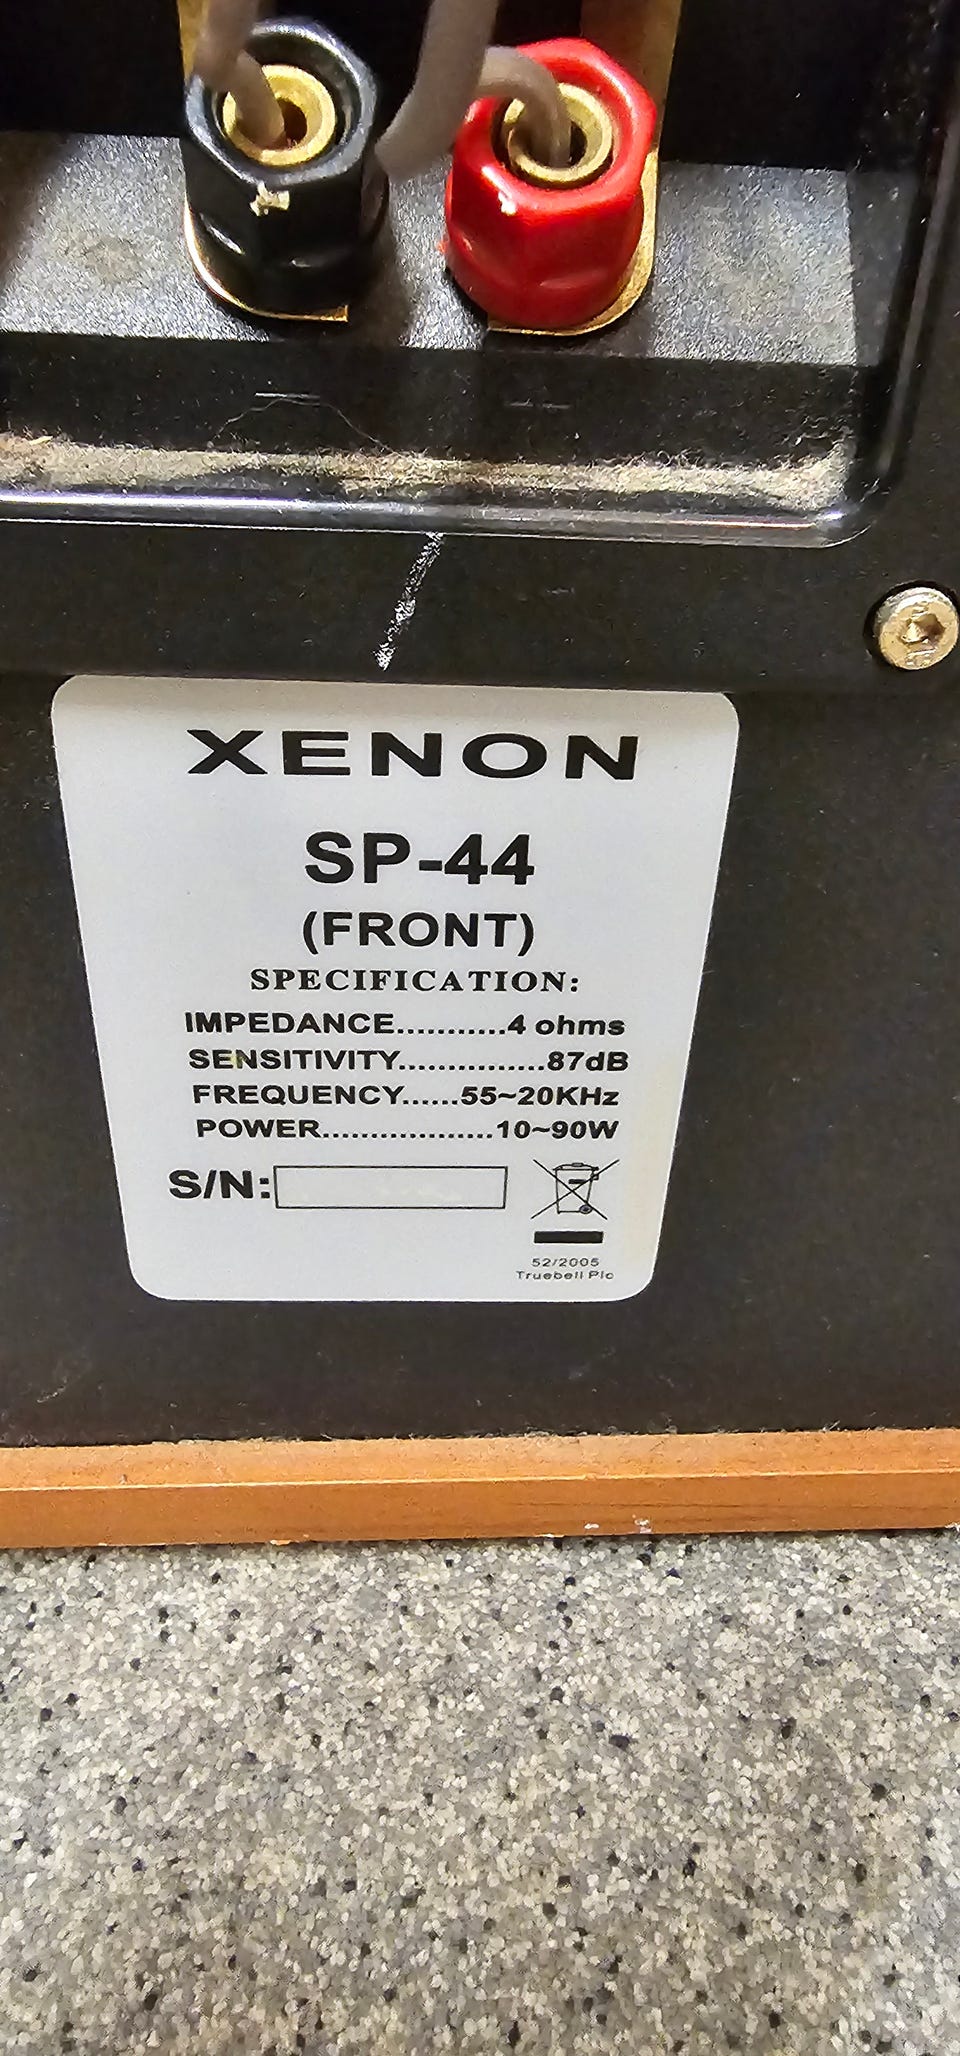 XENON
SP-44
(FRONT)
SPECIFICATION:
IMPEDANCE...........4 ohms
SENSITIVITY...............87dB
FREQUENCY......55~20KHz
POWER..................10~90W
S/N:
52/2005
Truebell Plc